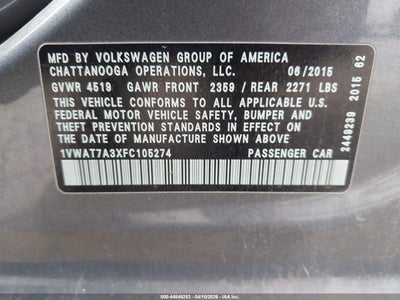 MFD BY VOLKSWAGEN GROUP OF AMERICA
CHATTANOOGA OPERATIONS, LLC. 06/2015
GVWR 4519 GAWR FRONT 2359 / REAR 2271 LBS
THIS VEHICLE CONFORMS TO ALL APPLICABLE U.S.
FEDERAL MOTOR VEHICLE SAFETY, BUMPER AND
THEFT PREVENTION STANDARDS IN EFFECT ON THE
DATE OF MANUFACTURE SHOWN ABOVE.
1VWAT7A3XFC105274 PASSENGER CAR
2449239 2015 62
000-44846283 - 04/10/2026 - IAA, Inc.